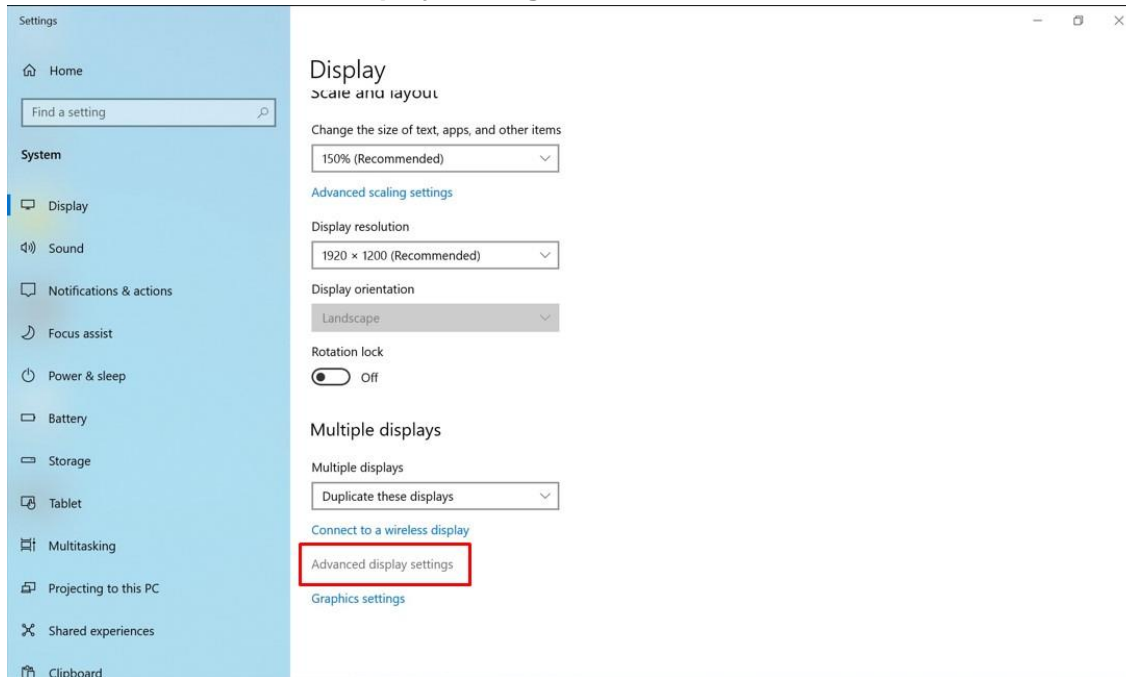 Settings
Home
Find a setting
System
Display
Sound
Notifications & actions
Focus assist
Power & sleep
Battery
Storage
Tablet
Multitasking
Projecting to this PC
Shared experiences
Clipboard
Display
Scale and layout
Change the size of text, apps, and other items
150% (Recommended)
Advanced scaling settings
Display resolution
1920 × 1200 (Recommended)
Display orientation
Landscape
Rotation lock
Off
Multiple displays
Multiple displays
Duplicate these displays
Connect to a wireless display
Advanced display settings
Graphics settings